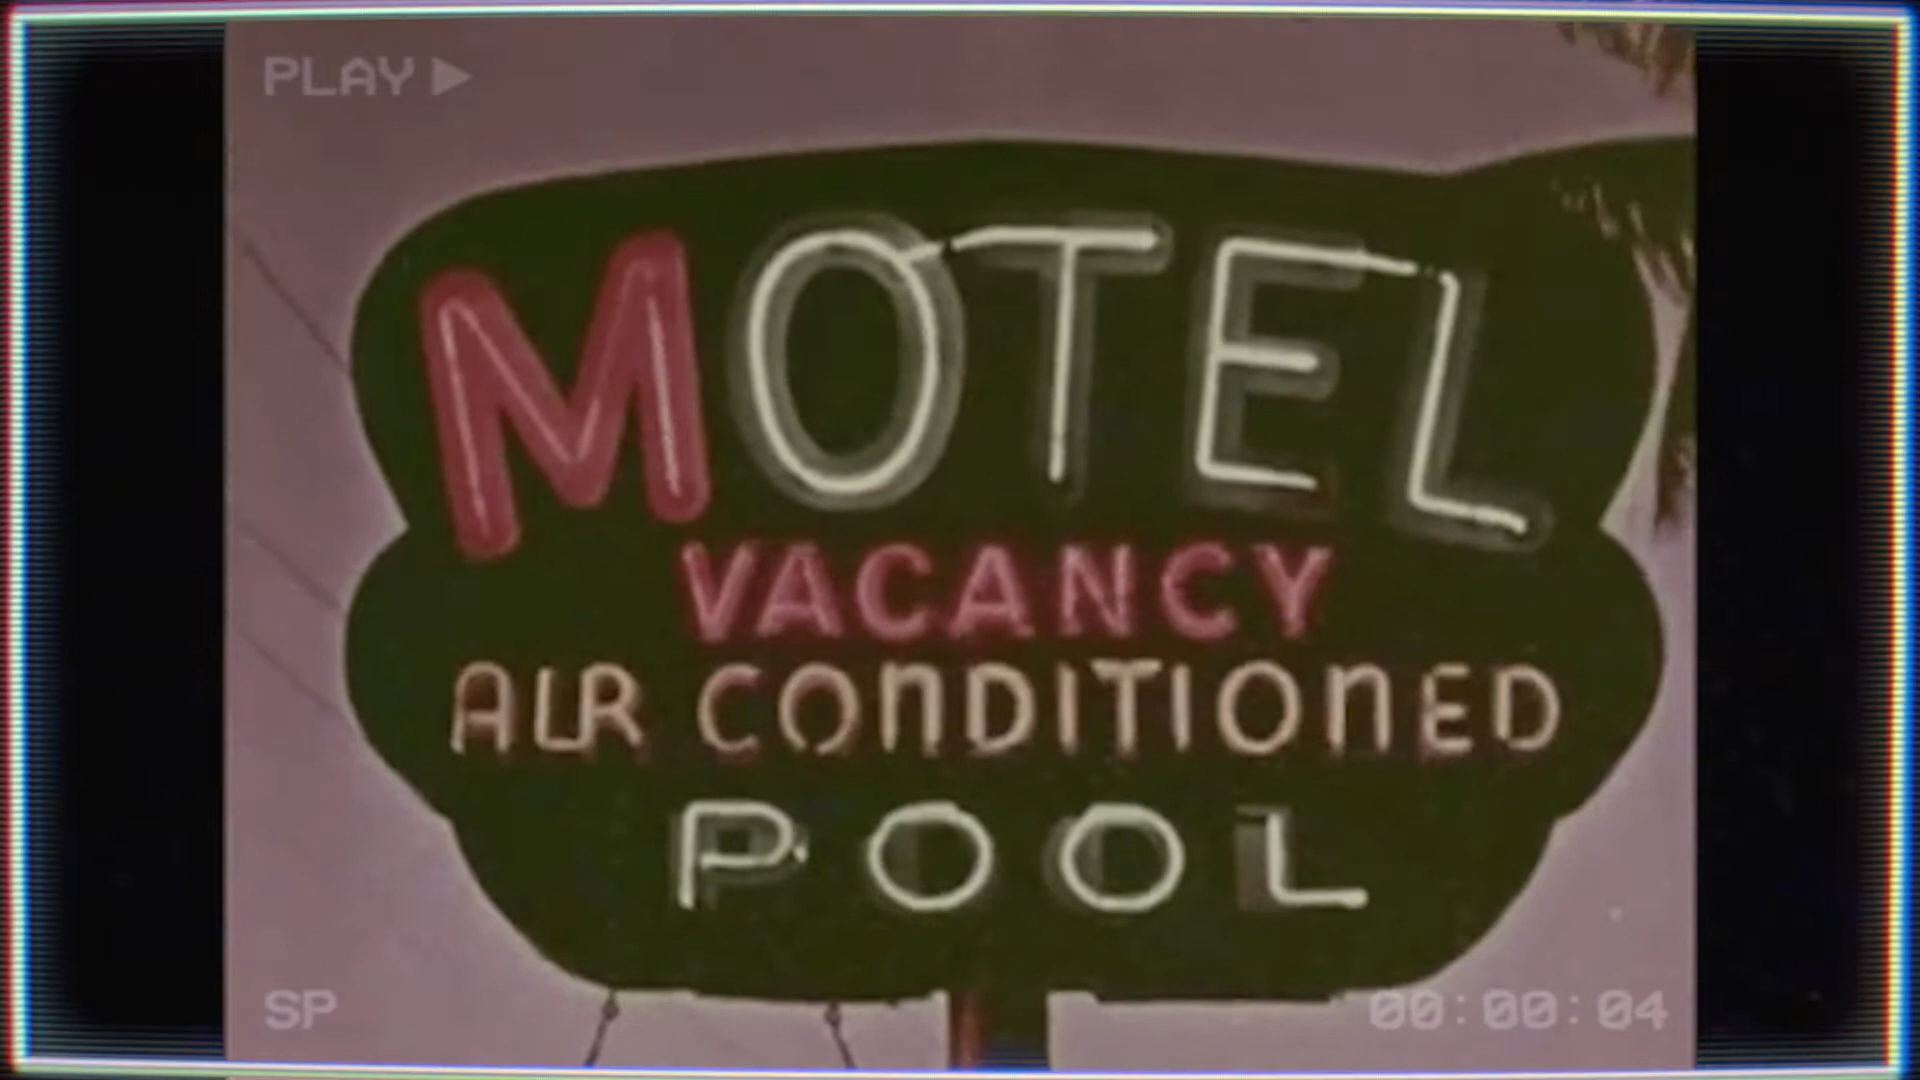 PLAY
MOTEL
VACANCY
AIR CONDITIONED
POOL
SP
00:00:04